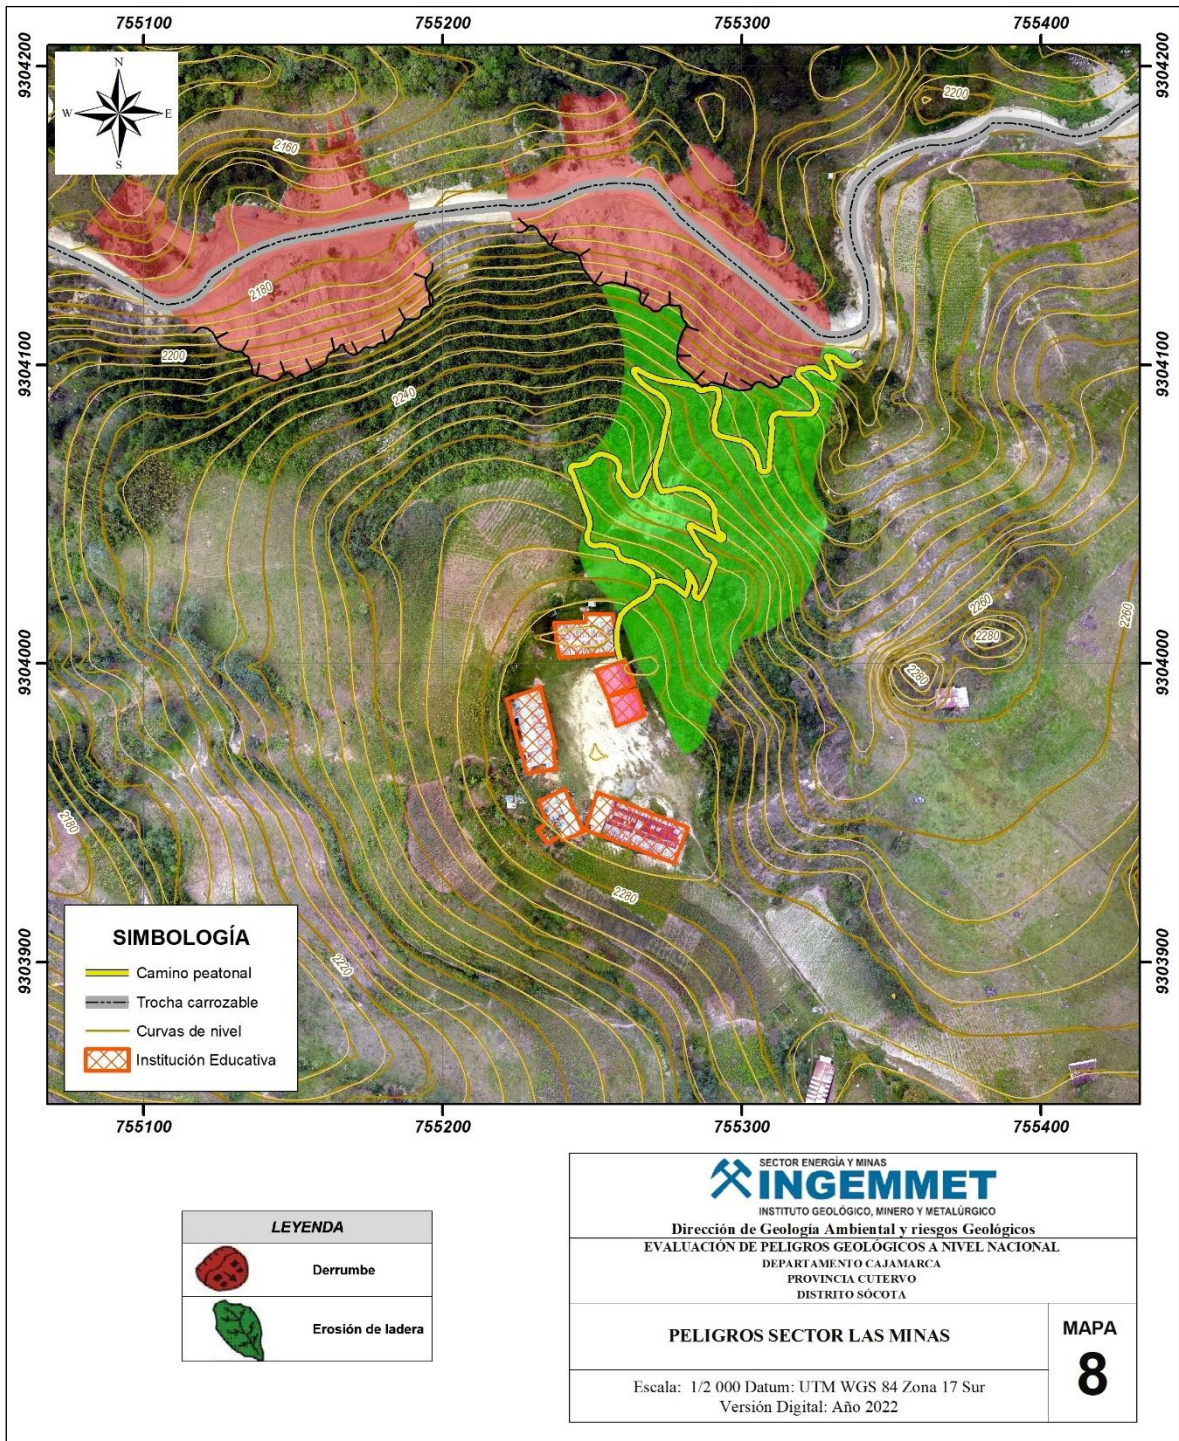 755100 755200 755300 755400
9304200 9304200
N
W E
S
2200
2160
2180
2200
9304100 9304100
2240
2260
2260
2280
9304000 9304000
2280
2180
2280
SIMBOLOGÍA
2220
9303900 9303900
Camino peatonal
Trocha carrozable
Curvas de nivel
Institución Educativa
755100 755200 755300 755400
SECTOR ENERGÍA Y MINAS
INGEMMET
INSTITUTO GEOLÓGICO, MINERO Y METALÚRGICO
Dirección de Geología Ambiental y riesgos Geológicos
EVALUACIÓN DE PELIGROS GEOLÓGICOS A NIVEL NACIONAL
DEPARTAMENTO CAJAMARCA
PROVINCIA CUTERVO
DISTRITO SÓCOTA
LEYENDA
Derrumbe
Erosión de ladera
PELIGROS SECTOR LAS MINAS
MAPA
8
Escala: 1/2 000 Datum: UTM WGS 84 Zona 17 Sur
Versión Digital: Año 2022